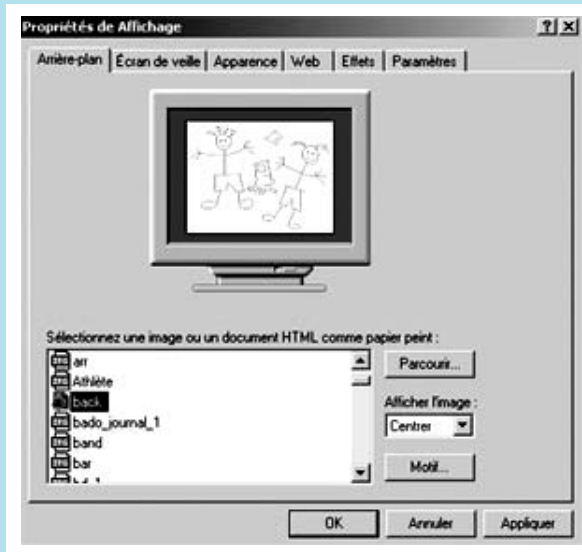 Propriétés de Affichage
Arrière-plan Écran de veille Apparence Web Effets Paramètres
Sélectionnez une image ou un document HTML comme papier peint :
arr
Athlète
back
bado_journal_1
band
bar
Parcourir...
Afficher l'image :
Centrer
Motif...
OK Annuler Appliquer